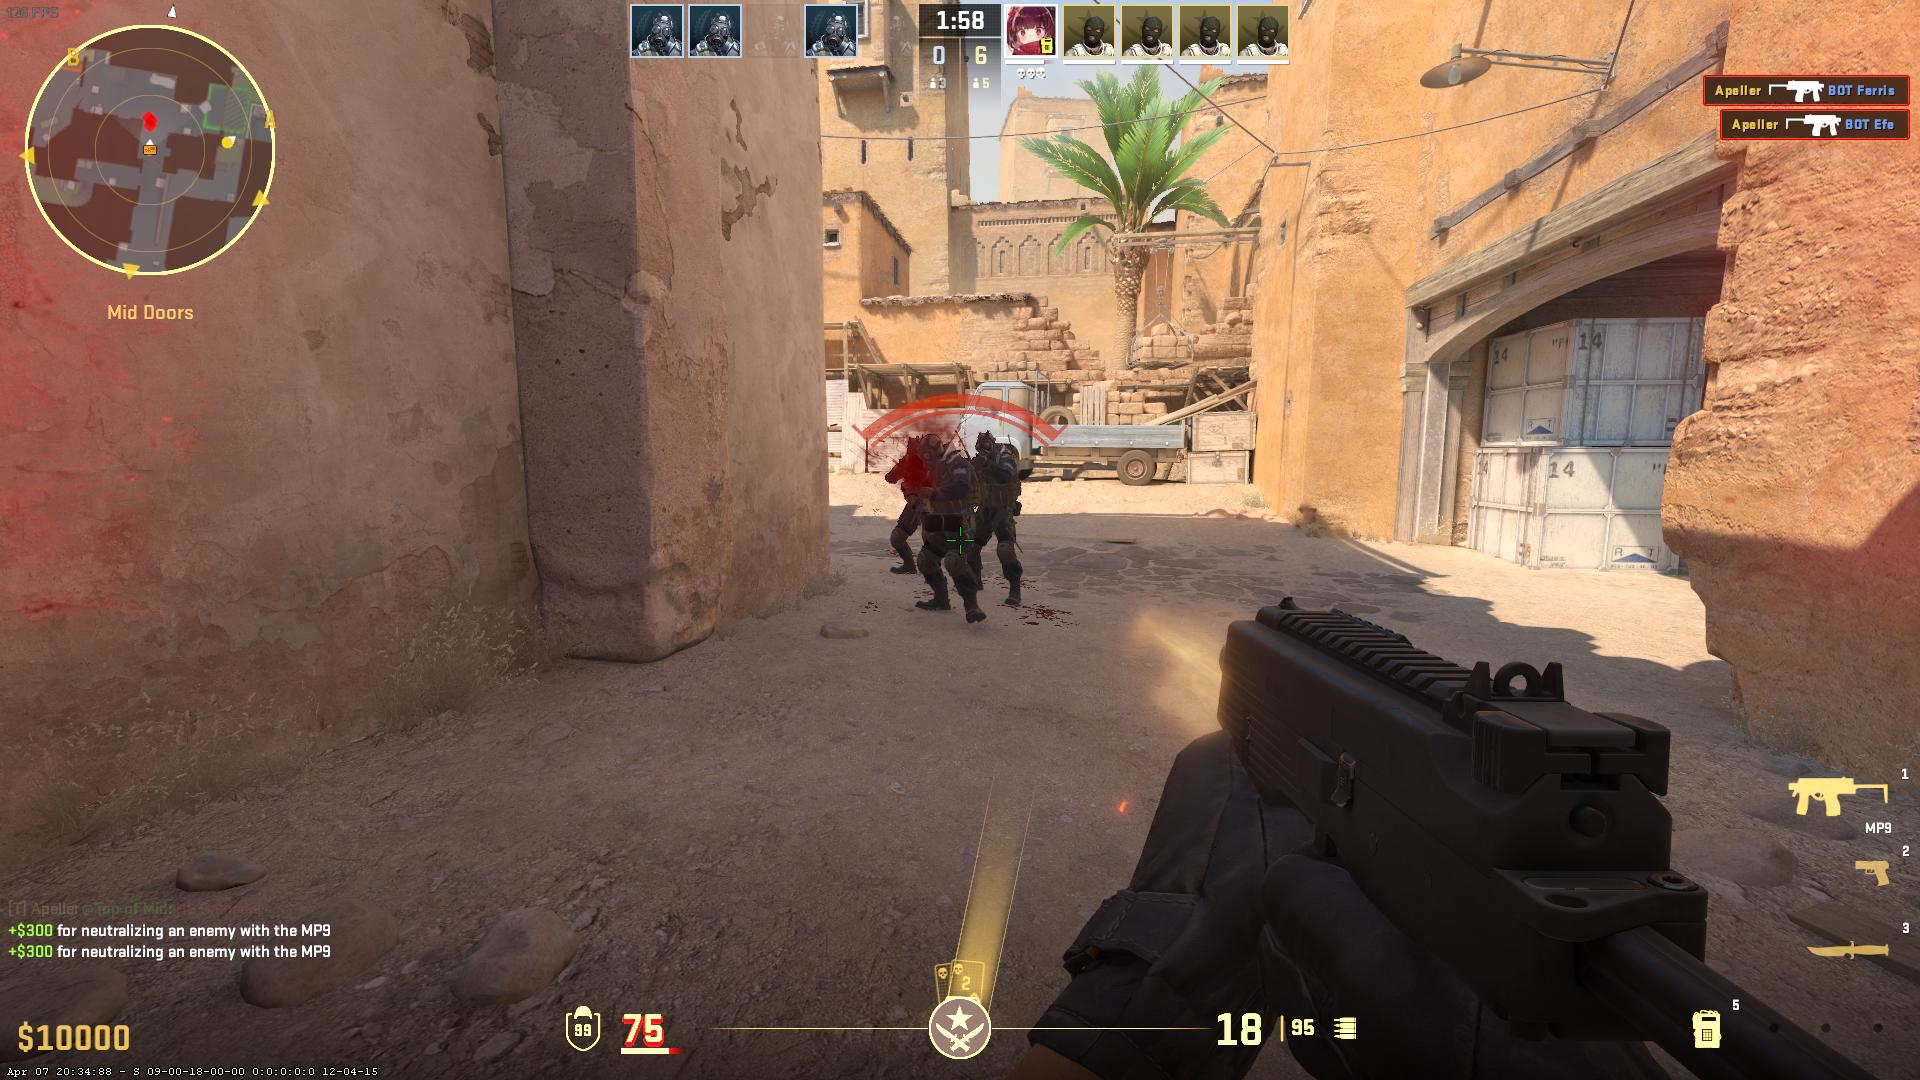 126 FPS
B
A
Mid Doors
1:58
0 6
3 5
Apeller BOT Ferris
Apeller BOT Efe
14 14
14 14
R T
R T
[T] Apeller @Top of Mid:
+$300 for neutralizing an enemy with the MP9
+$300 for neutralizing an enemy with the MP9
1
MP9
2
3
5
$10000
99 75
2
18 | 95
Apr 07 20:34:88 - S 09-00-18-00-00 0:0:0:0:0 12-04-15